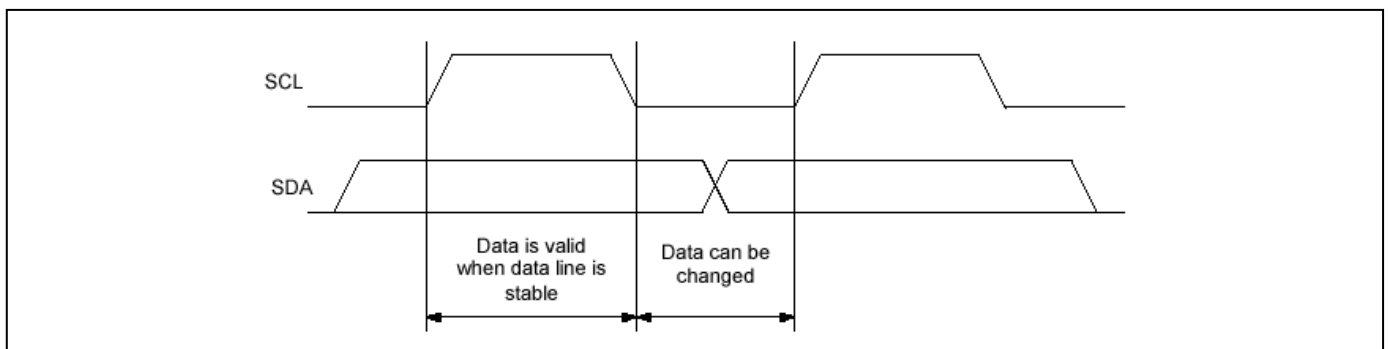 SCL
SDA
Data is valid
when data line is
stable
Data can be
changed